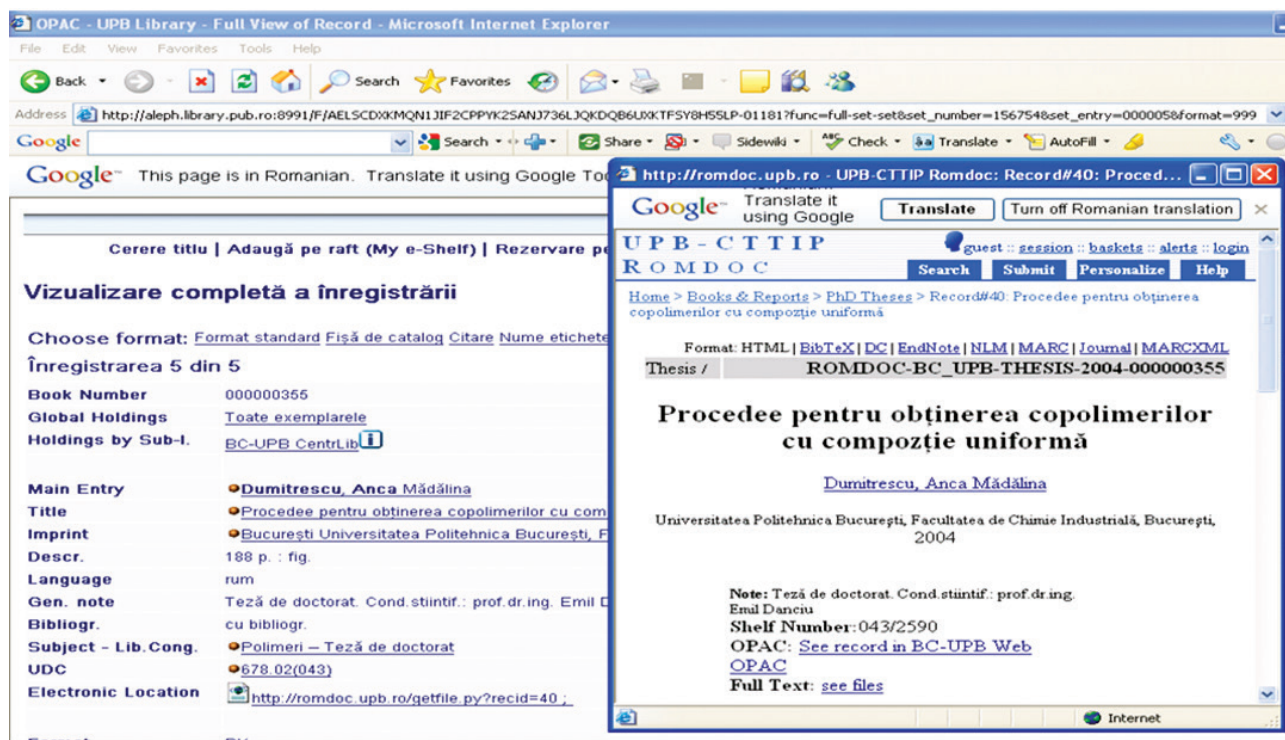 OPAC - UPB Library - Full View of Record - Microsoft Internet Explorer
File Edit View Favorites Tools Help
Back Search Favorites
Address http://aleph.library.pub.ro:8991/F/AELSCDXKMQN1JIF2CPPYK2SANJ736LJQKDQB6UXKTFSY8H5SLP-01181?func=full-set-set&set_number=156754&set_entry=000005&format=999
Google Search Share Sidewiki Check Translate AutoFill
Google This page is in Romanian. Translate it using Google Too
Cerere titlu | Adaugă pe raft (My e-Shelf) | Rezervare pe
Vizualizare completă a înregistrării
Choose format: Format standard Fişă de catalog Citare Nume etichete
Înregistrarea 5 din 5
Book Number 000000355
Global Holdings Toate exemplarele
Holdings by Sub-l. BC-UPB CentrLib
Main Entry Dumitrescu, Anca Mădălina
Title Procedee pentru obţinerea copolimerilor cu com
Imprint Bucureşti Universitatea Politehnica Bucureşti, F
Descr. 188 p. : fig.
Language rum
Gen. note Teză de doctorat. Cond.stiintif.: prof.dr.ing. Emil D
Bibliogr. cu bibliogr.
Subject - Lib.Cong. Polimeri -- Teză de doctorat
UDC 678.02(043)
Electronic Location http://romdoc.upb.ro/getfile.py?recid=40 ;
http://romdoc.upb.ro - UPB-CTTIP Romdoc: Record#40: Proced...
Google Translate it using Google Translate Turn off Romanian translation
UPB-CTTIP guest :: session :: baskets :: alerts :: login
ROMDOC Search Submit Personalize Help
Home > Books & Reports > PhD Theses > Record#40: Procedee pentru obţinerea
copolimerilor cu compozţie uniformă
Format: HTML | BibTeX | DC | EndNote | NLM | MARC | Journal | MARCXML
Thesis / ROMDOC-BC_UPB-THESIS-2004-000000355
Procedee pentru obţinerea copolimerilor
cu compozţie uniformă
Dumitrescu, Anca Mădălina
Universitatea Politehnica Bucureşti, Facultatea de Chimie Industrială, Bucureşti,
2004
Note: Teză de doctorat. Cond.stiintif.: prof.dr.ing.
Emil Danciu
Shelf Number:043/2590
OPAC: See record in BC-UPB Web
OPAC
Full Text: see files
Internet